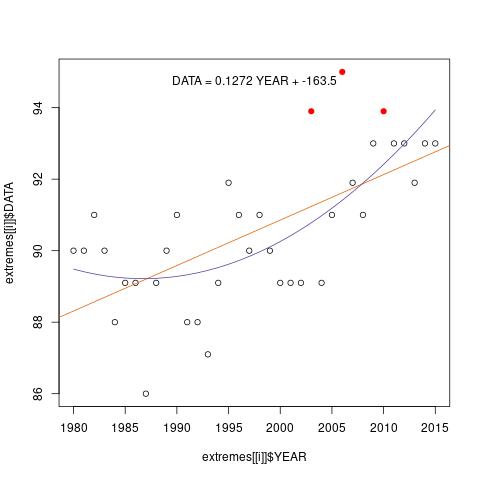 DATA = 0.1272 YEAR + -163.5
extremes[[i]]$DATA
94
92
90
88
86
1980 1985 1990 1995 2000 2005 2010 2015
extremes[[i]]$YEAR